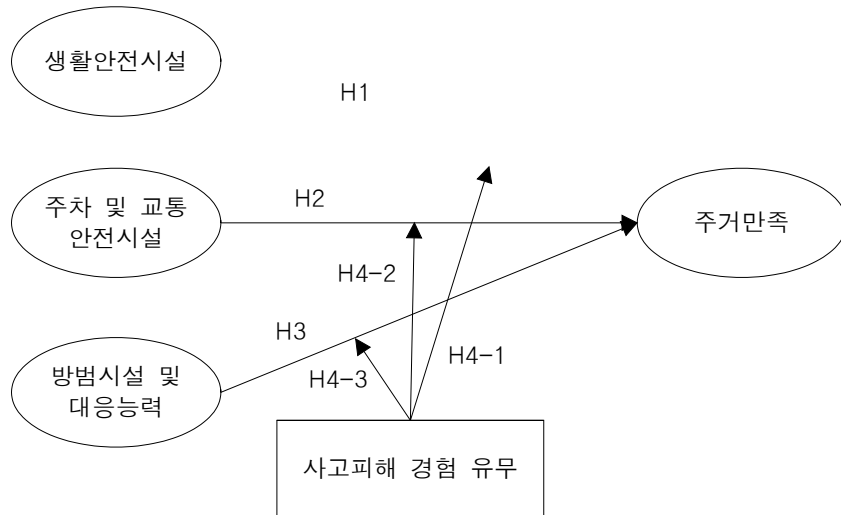 생활안전시설
H1
주차 및 교통
안전시설
H2
주거만족
H4-2
H3
H4-1
방범시설 및
대응능력
H4-3
사고피해 경험 유무